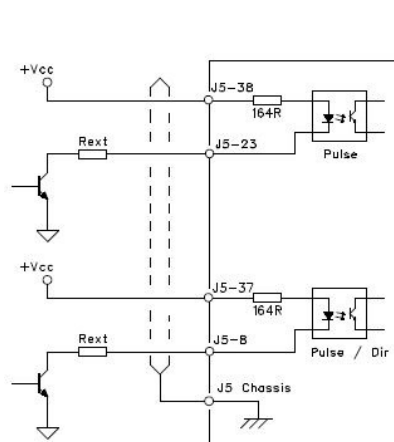 +Vcc
J5-38
164R
Rext
J5-23
Pulse
+Vcc
J5-37
164R
Rext
J5-8
Pulse / Dir
J5 Chassis